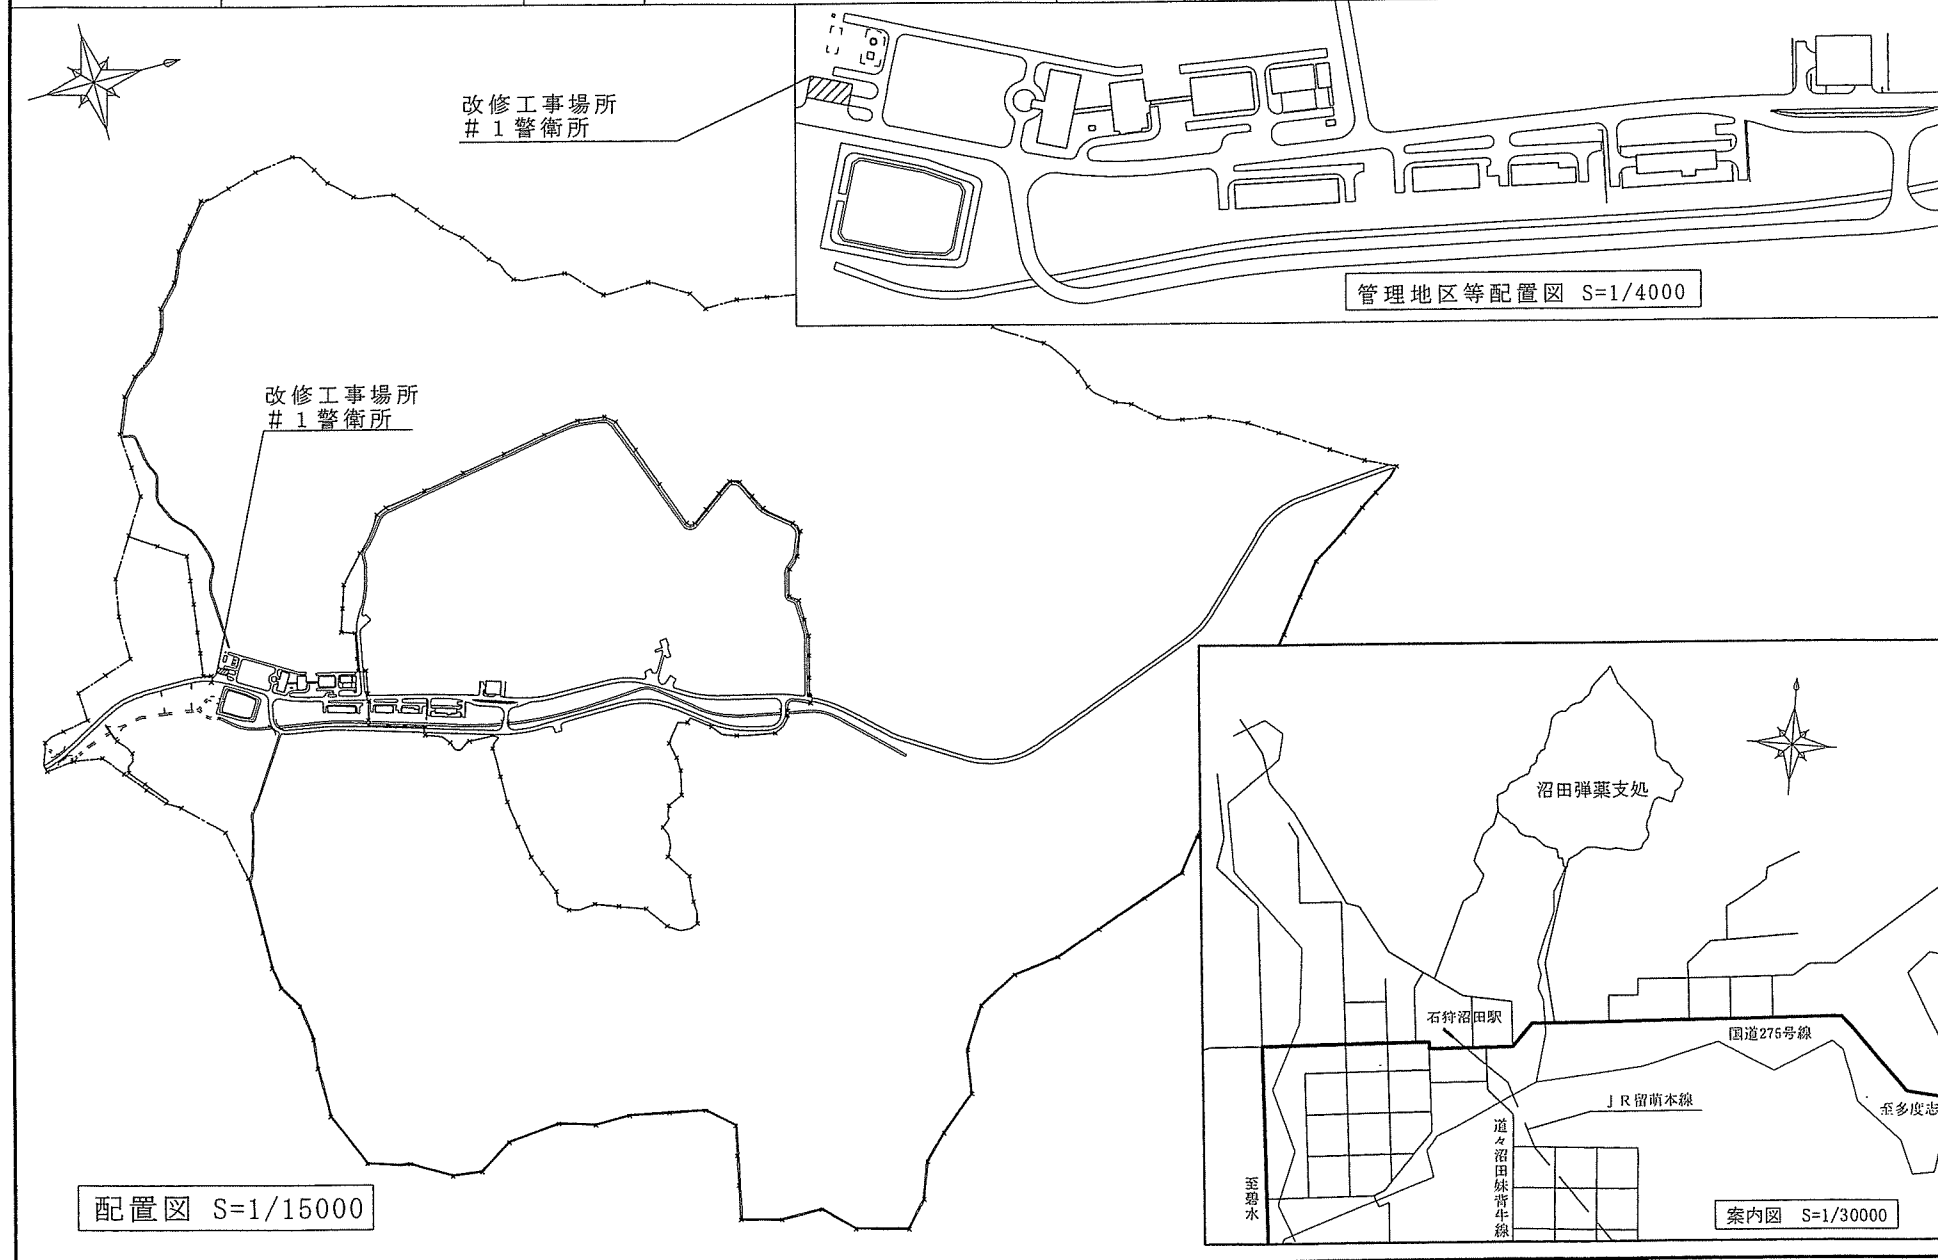 改修工事場所
#1警衛所
管理地区等配置図 S=1/4000
改修工事場所
#1警衛所
沼田弾薬支処
石狩沼田駅
国道275号線
JR留萌本線
至多度志
道々沼田妹背牛線
至碧水
案内図 S=1/30000
配置図 S=1/15000